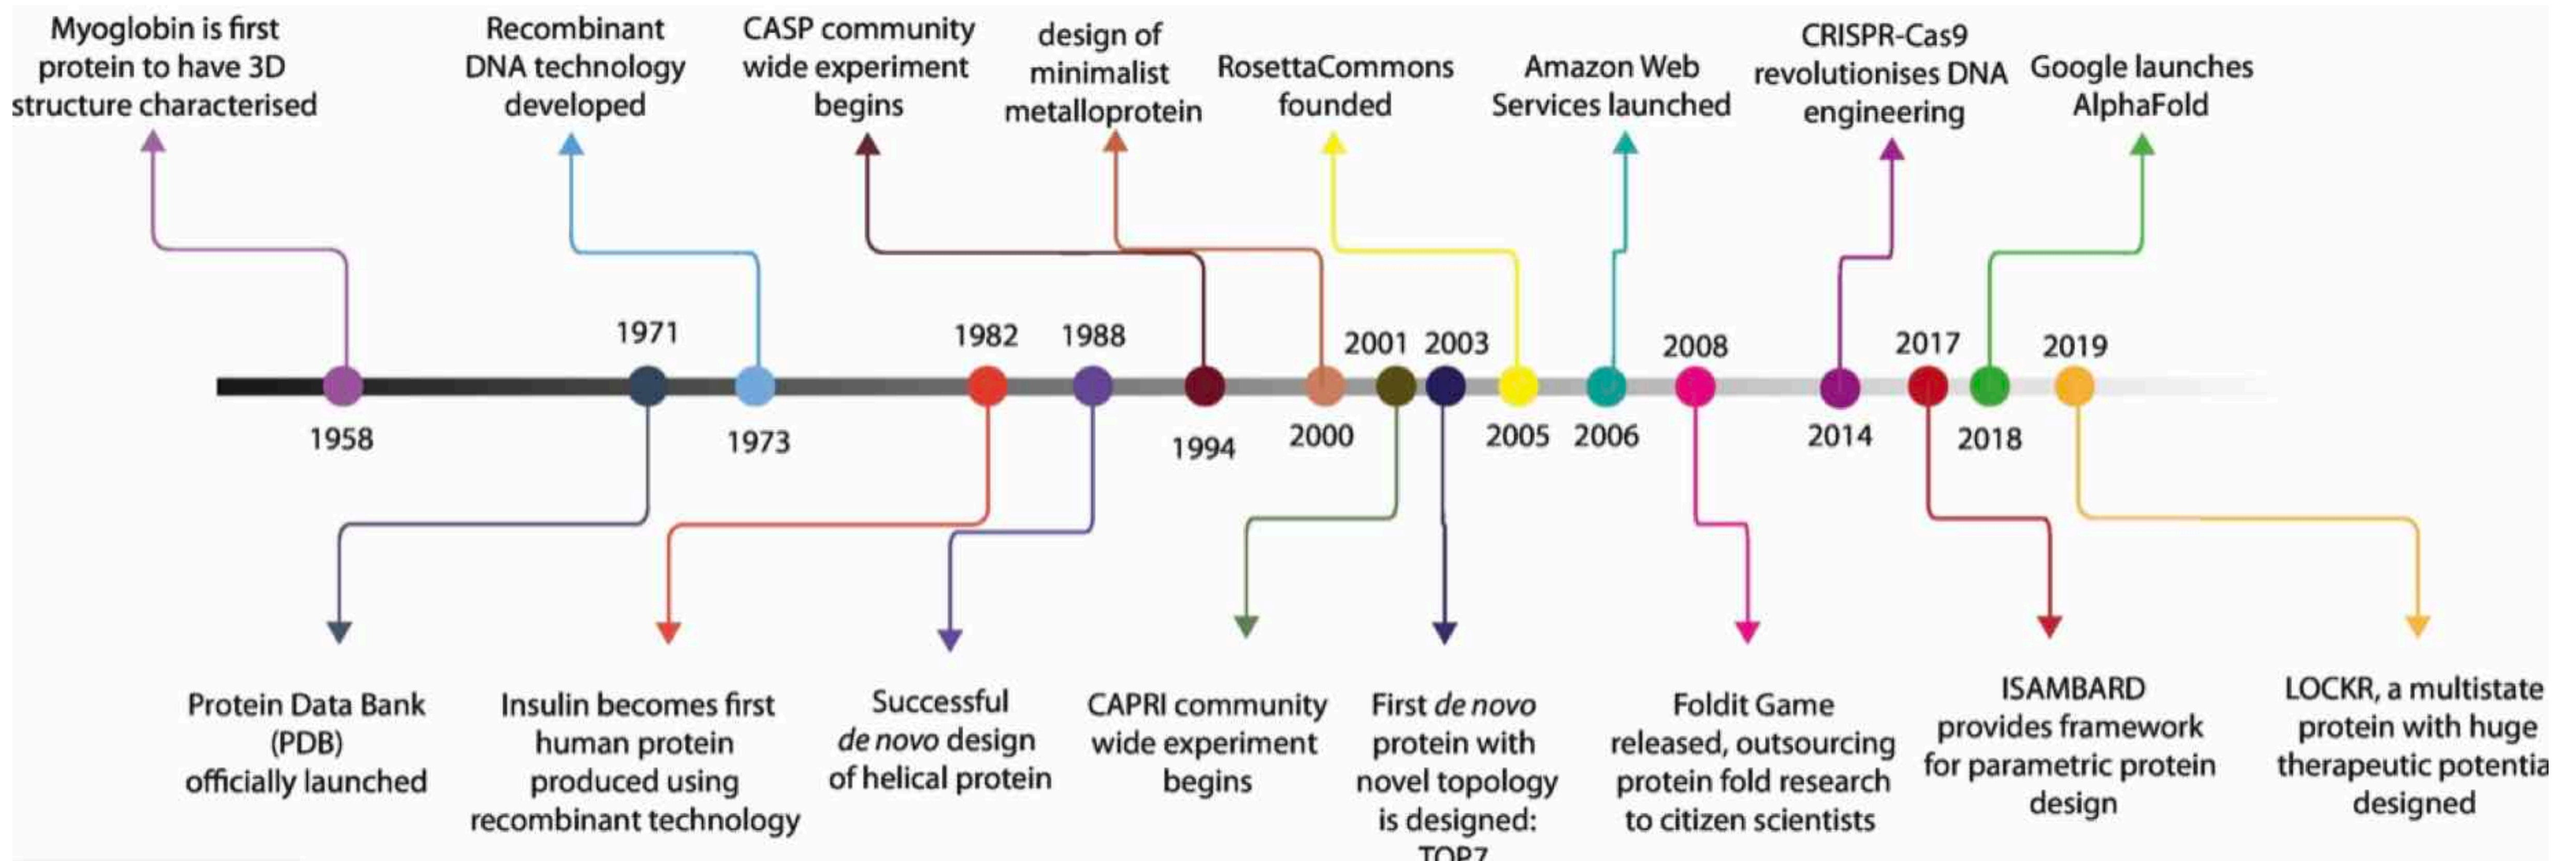 Myoglobin is first
protein to have 3D
structure characterised
Recombinant
DNA technology
developed
CASP community
wide experiment
begins
design of
minimalist
metalloprotein
RosettaCommons
founded
Amazon Web
Services launched
CRISPR-Cas9
revolutionises DNA
engineering
Google launches
AlphaFold
1971
1982
1988
2001
2003
2008
2017
2019
1958
1973
1994
2000
2005
2006
2014
2018
Protein Data Bank
(PDB)
officially launched
Insulin becomes first
human protein
produced using
recombinant technology
Successful
de novo design
of helical protein
CAPRI community
wide experiment
begins
First de novo
protein with
novel topology
is designed:
TOP7
Foldit Game
released, outsourcing
protein fold research
to citizen scientists
ISAMBARD
provides framework
for parametric protein
design
LOCKR, a multistate
protein with huge
therapeutic potentia
designed